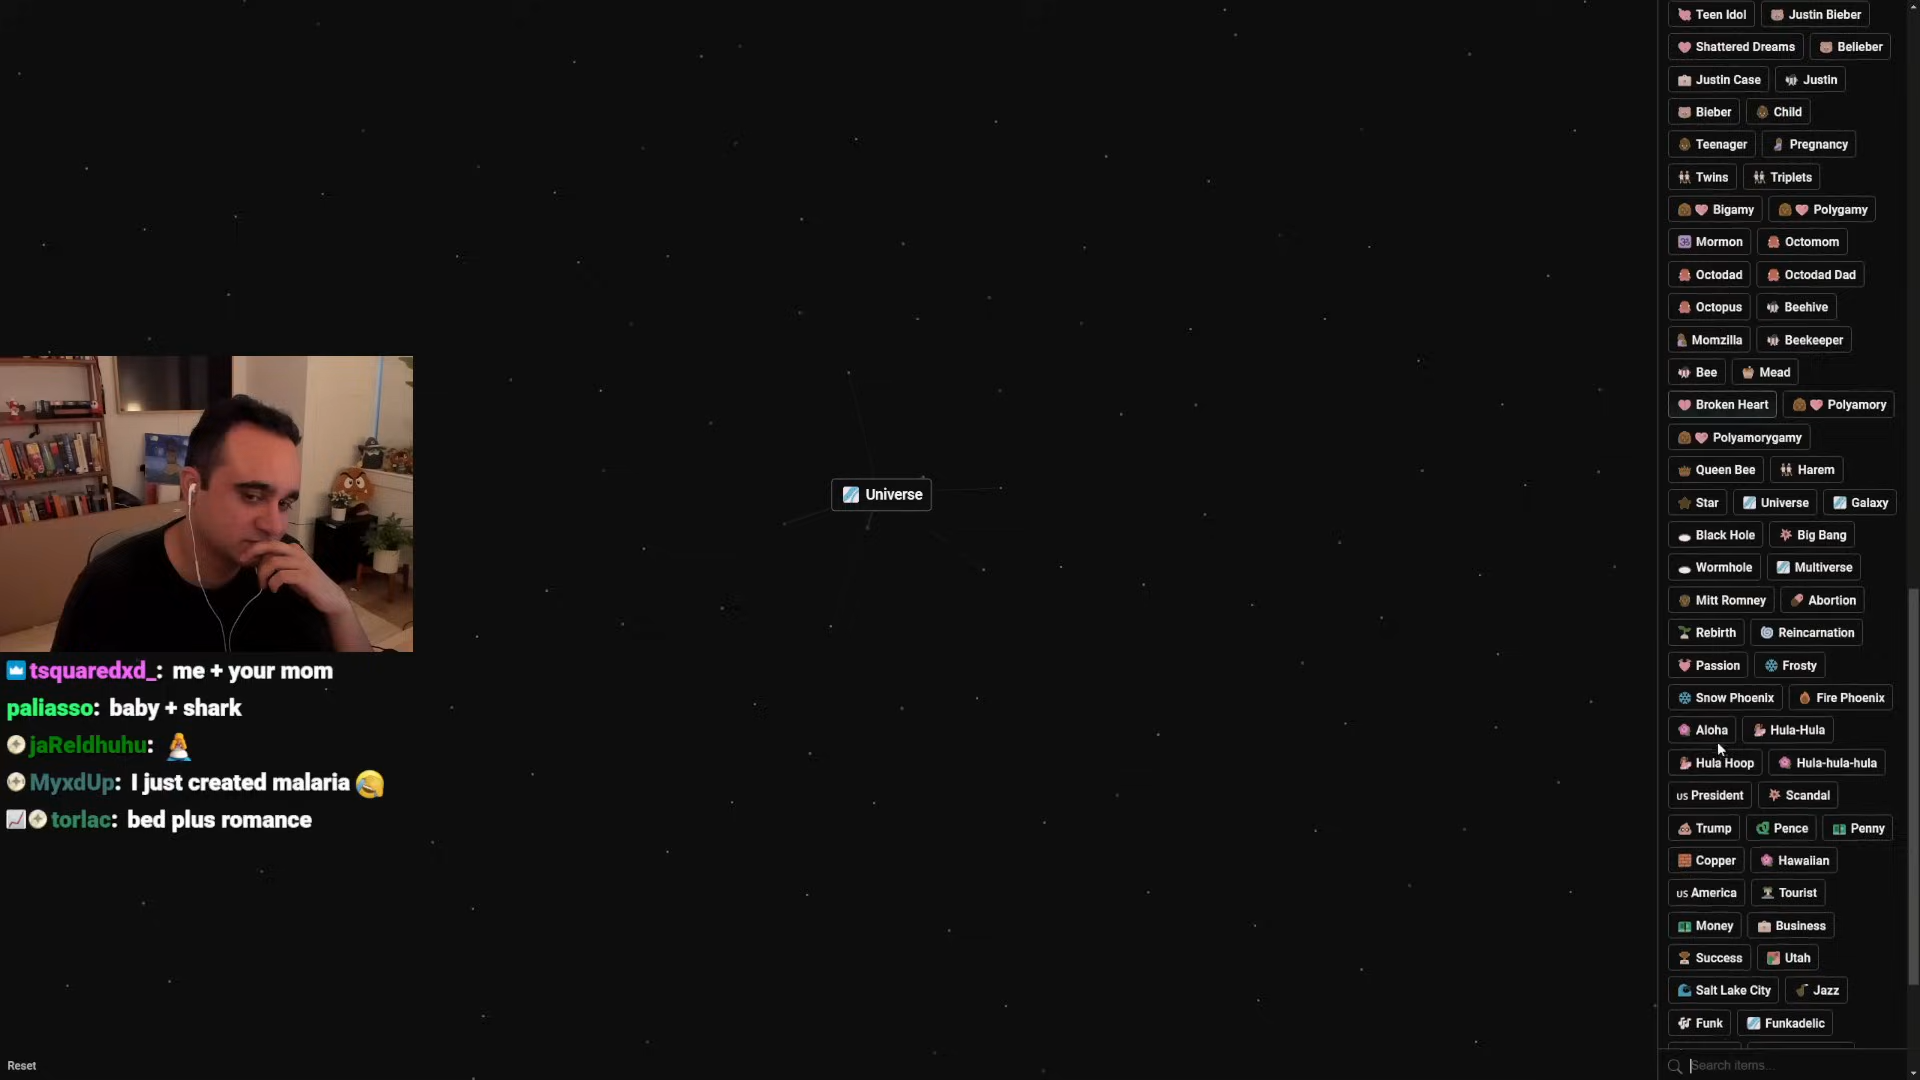 Teen Idol Justin Bieber
Shattered Dreams Belieber
Justin Case Justin
Bieber Child
Teenager Pregnancy
Twins Triplets
Bigamy Polygamy
Mormon Octomom
Octodad Octodad Dad
Octopus Beehive
Momzilla Beekeeper
Bee Mead
Broken Heart Polyamory
Polyamorygamy
Queen Bee Harem
Universe
Star Universe Galaxy
Black Hole Big Bang
Wormhole Multiverse
Mitt Romney Abortion
Rebirth Reincarnation
Passion Frosty
Snow Phoenix Fire Phoenix
Aloha Hula-Hula
Hula Hoop Hula-hula-hula
us President Scandal
Trump Pence Penny
Copper Hawaiian
us America Tourist
Money Business
Success Utah
Salt Lake City Jazz
Funk Funkadelic
Search items...
tsquaredxd_: me + your mom
paliasso: baby + shark
jaReldhuhu:
MyxdUp: I just created malaria
torlac: bed plus romance
Reset